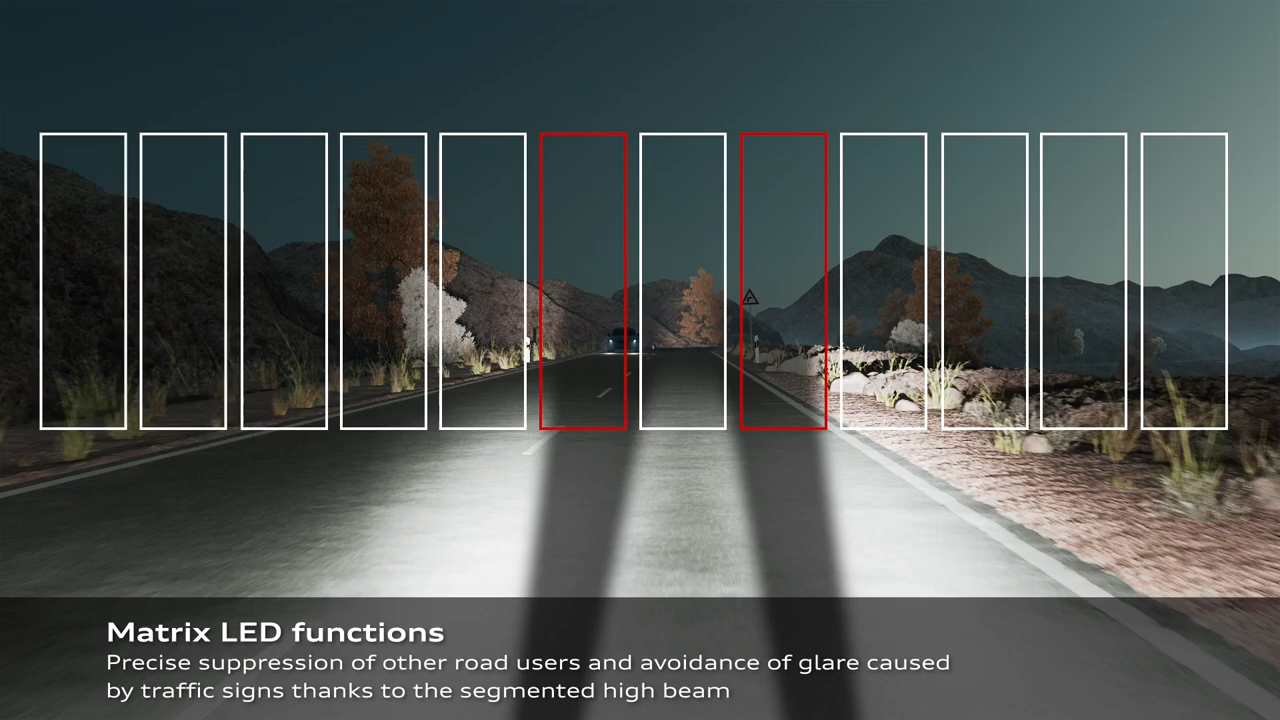 Matrix LED functions
Precise suppression of other road users and avoidance of glare caused
by traffic signs thanks to the segmented high beam